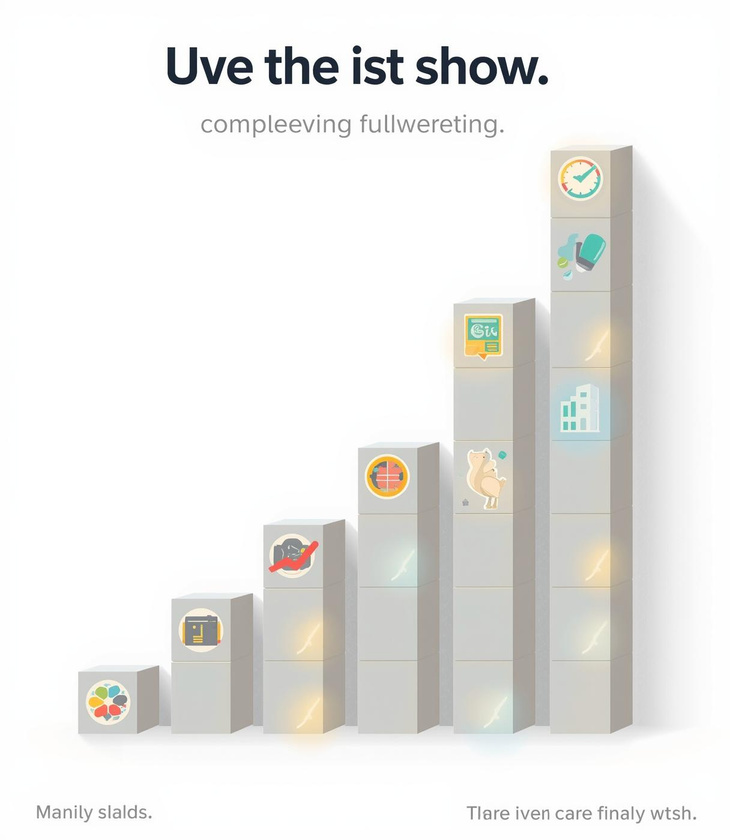 Uve the ist show.
compleeving fullwereting.
Manily slalds.
Tlare iven care finaly wtsh.